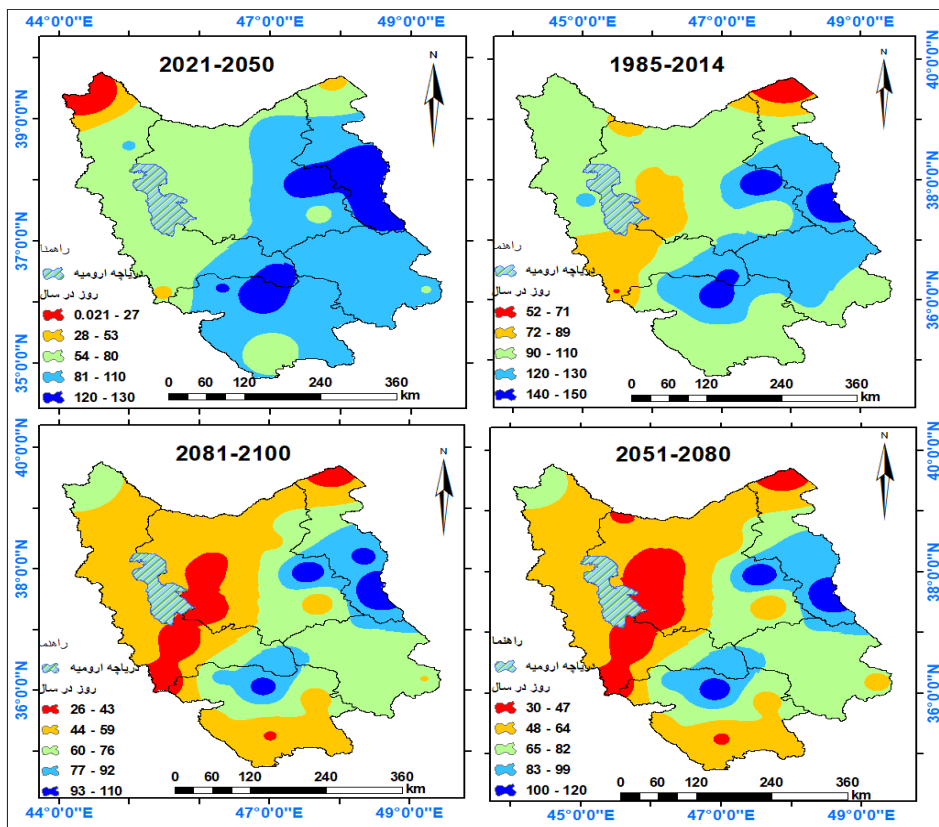 44°0'0"E 47°0'0"E 49°0'0"E
45°0'0"E 47°0'0"E 49°0'0"E
2021-2050
N
39°0'0"N
37°0'0"N
35°0'0"N
راهنما
دریاچه ارومیه
روز در سال
0.021 - 27
28 - 53
54 - 80
81 - 110
120 - 130
0 60 120 240 360
km
1985-2014
N
40°0'0"N
38°0'0"N
36°0'0"N
راهنما
دریاچه ارومیه
روز در سال
52 - 71
72 - 89
90 - 110
120 - 130
140 - 150
0 60 120 240 360
km
2081-2100
N
40°0'0"N
38°0'0"N
36°0'0"N
راهنما
دریاچه ارومیه
روز در سال
26 - 43
44 - 59
60 - 76
77 - 92
93 - 110
0 60 120 240 360
km
2051-2080
N
40°0'0"N
38°0'0"N
36°0'0"N
راهنما
دریاچه ارومیه
روز در سال
30 - 47
48 - 64
65 - 82
83 - 99
100 - 120
0 60 120 240 360
km
44°0'0"E 47°0'0"E 49°0'0"E
45°0'0"E 47°0'0"E 49°0'0"E